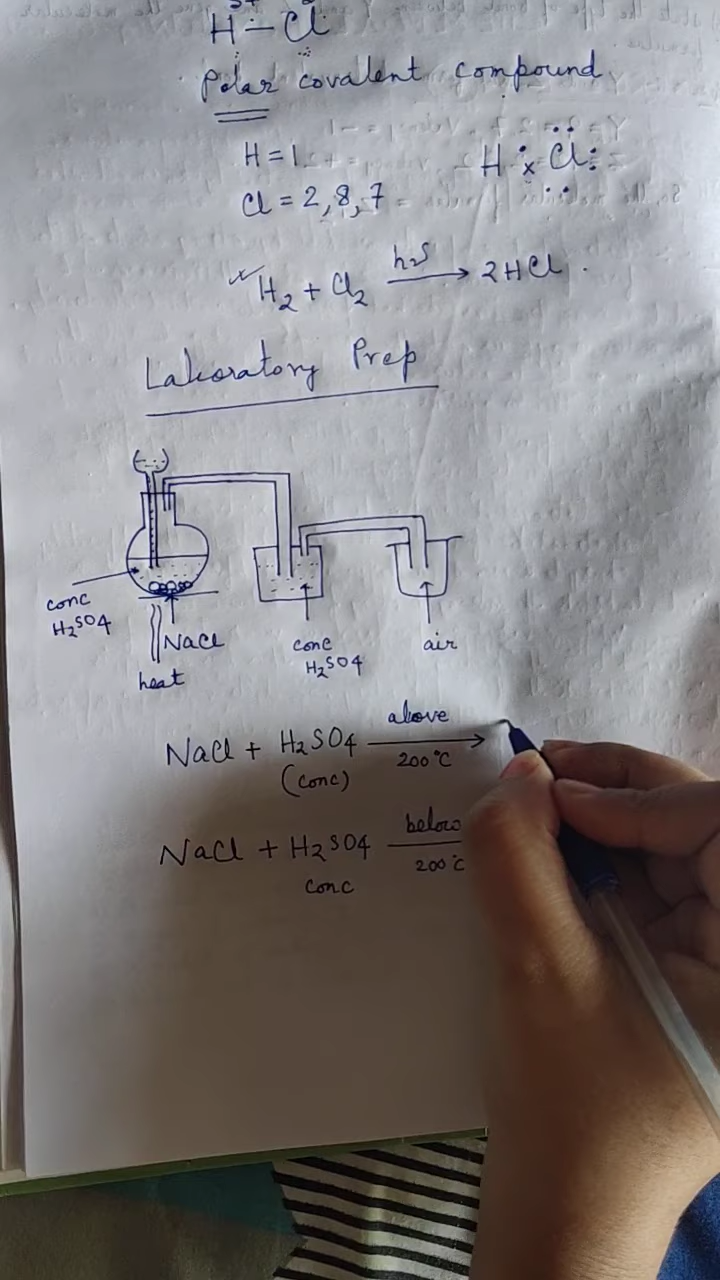 H – Cl
Polar covalent compound
H = 1
Cl = 2, 8, 7
H Cl
H₂ + Cl₂ → 2HCl
Laboratory Prep
conc
H₂SO4
NaCl
heat
conc
H₂SO4
air
above
NaCl + H₂SO4 → 
200°C
(conc)
below
NaCl + H₂SO4
200°C
conc